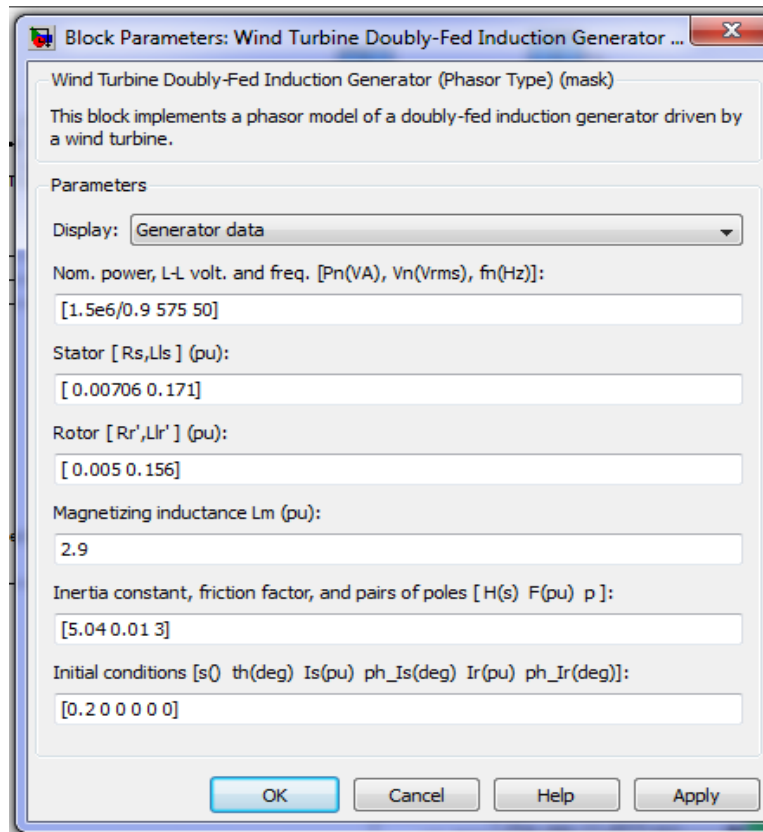 Block Parameters: Wind Turbine Doubly-Fed Induction Generator ...
Wind Turbine Doubly-Fed Induction Generator (Phasor Type) (mask)
This block implements a phasor model of a doubly-fed induction generator driven by
a wind turbine.
Parameters
Display: Generator data
Nom. power, L-L volt. and freq. [Pn(VA), Vn(Vrms), fn(Hz)]:
[1.5e6/0.9 575 50]
Stator [ Rs,Lls ] (pu):
[ 0.00706 0.171]
Rotor [ Rr',Llr' ] (pu):
[ 0.005 0.156]
Magnetizing inductance Lm (pu):
2.9
Inertia constant, friction factor, and pairs of poles [ H(s) F(pu) p ]:
[5.04 0.01 3]
Initial conditions [s() th(deg) Is(pu) ph_Is(deg) Ir(pu) ph_Ir(deg)]:
[0.2 0 0 0 0 0]
OK Cancel Help Apply